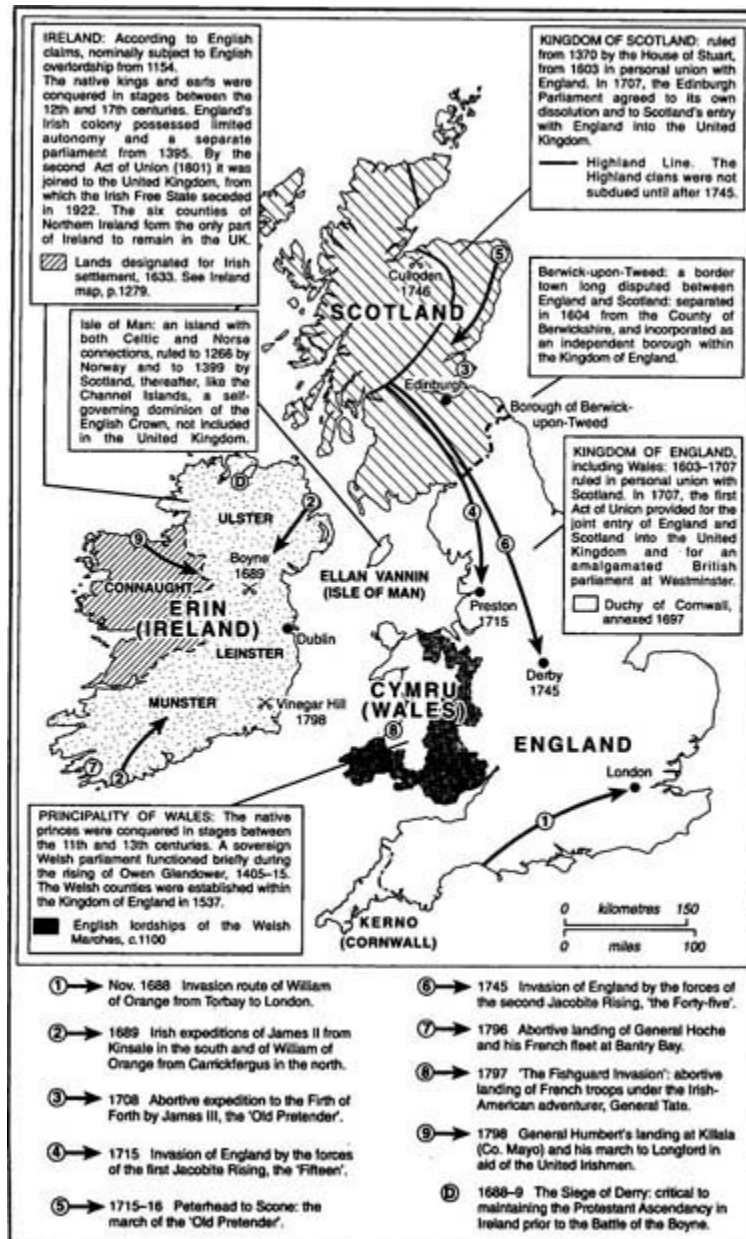 IRELAND: According to English
claims, nominally subject to English
overlordship from 1154.
The native kings and earls were
conquered in stages between the
12th and 17th centuries. England's
Irish colony possessed limited
autonomy and a separate
parliament from 1395. By the
second Act of Union (1801) it was
joined to the United Kingdom, from
which the Irish Free State seceded
in 1922. The six counties of
Northern Ireland form the only part
of Ireland to remain in the UK.
Lands designated for Irish
settlement, 1633. See Ireland
map, p.1279.
KINGDOM OF SCOTLAND: ruled
from 1370 by the House of Stuart,
from 1603 in personal union with
England. In 1707, the Edinburgh
Parliament agreed to its own
dissolution and to Scotland's entry
with England into the United
Kingdom.
Highland Line. The
Highland clans were not
subdued until after 1745.
Isle of Man: an island with
both Celtic and Norse
connections, ruled to 1266 by
Norway and to 1399 by
Scotland, thereafter, like the
Channel Islands, a self-
governing dominion of the
English Crown, not included
in the United Kingdom.
Berwick-upon-Tweed: a border
town long disputed between
England and Scotland: separated
in 1604 from the County of
Berwickshire, and incorporated as
an independent borough within
the Kingdom of England.
KINGDOM OF ENGLAND,
including Wales: 1603–1707
ruled in personal union with
Scotland. In 1707, the first
Act of Union provided for the
joint entry of England and
Scotland into the United
Kingdom and for an
amalgamated British
parliament at Westminster.
Duchy of Cornwall,
annexed 1697
Culloden
1746
5
SCOTLAND
3
Edinburgh
Borough of Berwick-
upon-Tweed
D
2
ULSTER
9
Boyne
1689
CONNAUGHT
ERIN
(IRELAND)
Dublin
LEINSTER
MUNSTER
Vinegar Hill
1798
7
2
ELLAN VANNIN
(ISLE OF MAN)
4
6
Preston
1715
Derby
1745
CYMRU
(WALES)
8
ENGLAND
London
1
KERNO
(CORNWALL)
0 kilometres 150
0 miles 100
PRINCIPALITY OF WALES: The native
princes were conquered in stages between
the 11th and 13th centuries. A sovereign
Welsh parliament functioned briefly during
the rising of Owen Glendower, 1405–15.
The Welsh counties were established within
the Kingdom of England in 1537.
English lordships of the Welsh
Marches, c.1100
1 Nov. 1688 Invasion route of William
of Orange from Torbay to London.
2 1689 Irish expeditions of James II from
Kinsale in the south and of William of
Orange from Carrickfergus in the north.
3 1708 Abortive expedition to the Firth of
Forth by James III, the 'Old Pretender'.
4 1715 Invasion of England by the forces
of the first Jacobite Rising, the 'Fifteen'.
5 1715–16 Peterhead to Scone: the
march of the 'Old Pretender'.
6 1745 Invasion of England by the forces of
the second Jacobite Rising, 'the Forty-five'.
7 1796 Abortive landing of General Hoche
and his French fleet at Bantry Bay.
8 1797 'The Fishguard Invasion': abortive
landing of French troops under the Irish-
American adventurer, General Tate.
9 1798 General Humbert's landing at Killala
(Co. Mayo) and his march to Longford in
aid of the United Irishmen.
D 1688–9 The Siege of Derry: critical to
maintaining the Protestant Ascendancy in
Ireland prior to the Battle of the Boyne.